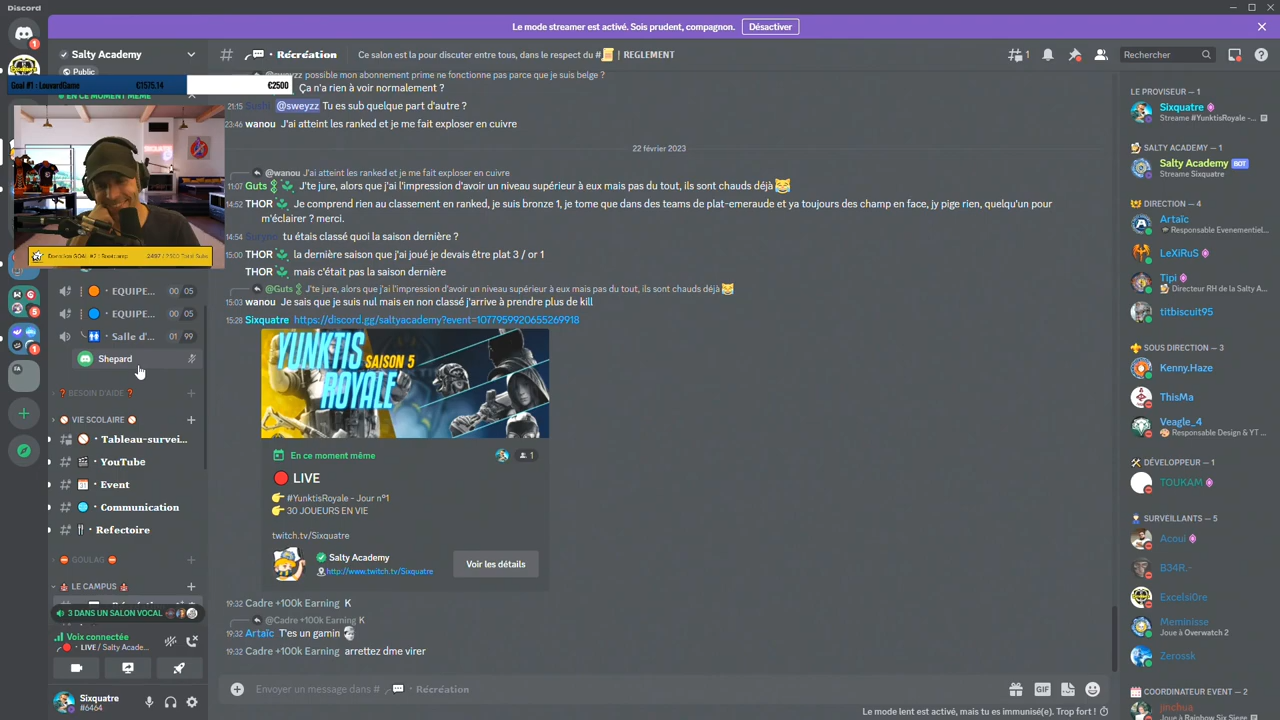 Discord
Le mode streamer est activé. Sois prudent, compagnon.
Désactiver
Salty Academy
Public
# 💬 · Récréation
Ce salon est la pour discuter entre tous, dans le respect du # | REGLEMENT
1
Rechercher
Goal #1 : LouvardGame €1575.14 €2500
EN CE MOMENT MÊME
SIXQUATRE
Donation GOAL #2 : Bootcamp
EQUIPE... 00 05
EQUIPE... 00 05
Salle d'... 01 99
Shepard
BESOIN D'AIDE
VIE SCOLAIRE
· Tableau-survei...
· YouTube
· Event
· Communication
· Refectoire
GOULAG
LE CAMPUS
3 DANS UN SALON VOCAL
Voix connectée
LIVE / Salty Acade...
Sixquatre
#6464
possible mon abonnement prime ne fonctionne pas parce que je suis belge ?
Ça n'a rien à voir normalement ?
21:15 Sushi @sweyzz Tu es sub quelque part d'autre ?
23:46 wanou J'ai atteint les ranked et je me fait exploser en cuivre
22 février 2023
@wanou J'ai atteint les ranked et je me fait exploser en cuivre
11:07 Guts J'te jure, alors que j'ai l'impression d'avoir un niveau supérieur à eux mais pas du tout, ils sont chauds déjà 😹
14:52 THOR Je comprend rien au classement en ranked, je suis bronze 1, je tome que dans des teams de plat-emeraude et ya toujours des champ en face, jy pige rien, quelqu'un pour
m'éclairer ? merci.
14:54 tu étais classé quoi la saison dernière ?
15:00 THOR la dernière saison que j'ai joué je devais être plat 3 / or 1
THOR mais c'était pas la saison dernière
@Guts J'te jure, alors que j'ai l'impression d'avoir un niveau supérieur à eux mais pas du tout, ils sont chauds déjà 😹
15:03 wanou Je sais que je suis nul mais en non classé j'arrive à prendre plus de kill
15:28 Sixquatre https://discord.gg/saltyacademy?event=1077959920655269918
YUNKTIS SAISON 5
ROYALE
En ce moment même
1
🔴 LIVE
👉 #YunktisRoyale - Jour n°1
👉 30 JOUEURS EN VIE
twitch.tv/Sixquatre
Salty Academy
http://www.twitch.tv/Sixquatre
Voir les détails
19:32 Cadre +100k Earning K
@Cadre +100k Earning K
19:32 Artaïc T'es un gamin
19:32 Cadre +100k Earning arrettez dme virer
Envoyer un message dans # 💬 · Récréation
GIF
Le mode lent est activé, mais tu es immunisé(e). Trop fort !
LE PROVISEUR — 1
Sixquatre
Streame #YunktisRoyale -...
SALTY ACADEMY — 1
Salty Academy BOT
Streame Sixquatre
DIRECTION — 4
Artaïc
Responsable Evenementiel...
LeXiRuS
Tipi
Directeur RH de la Salty A...
titbiscuit95
SOUS DIRECTION — 3
Kenny.Haze
ThisMa
Veagle_4
Responsable Design & YT ...
DÉVELOPPEUR — 1
TOUKAM
SURVEILLANTS — 5
Acoui
B34R.-
Excelsi0re
Meminisse
Joue à Overwatch 2
Zerossk
COORDINATEUR EVENT — 2
jinchua
Joue à Rainbow Six Siege